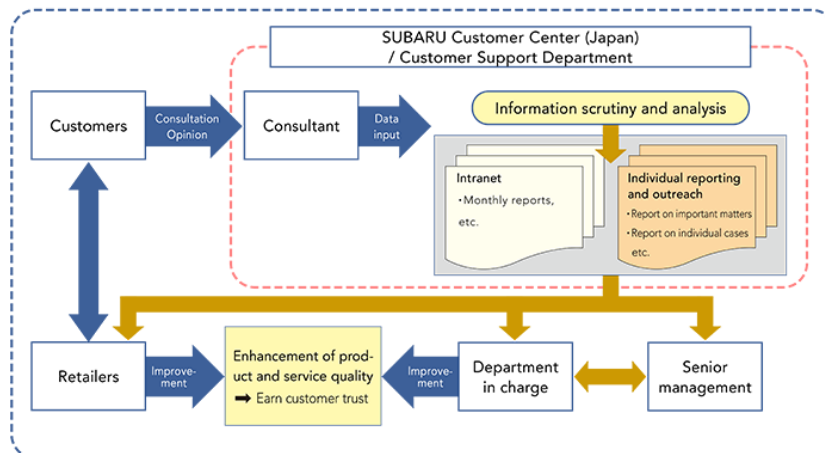 SUBARU Customer Center (Japan)
/ Customer Support Department
Customers
Consultation
Opinion
Consultant
Data
input
Information scrutiny and analysis
Intranet
・Monthly reports,
etc.
Individual reporting
and outreach
・Report on important matters
・Report on individual cases
etc.
Retailers
Improve-
ment
Enhancement of prod-
uct and service quality
➡ Earn customer trust
Improve-
ment
Department
in charge
Senior
management